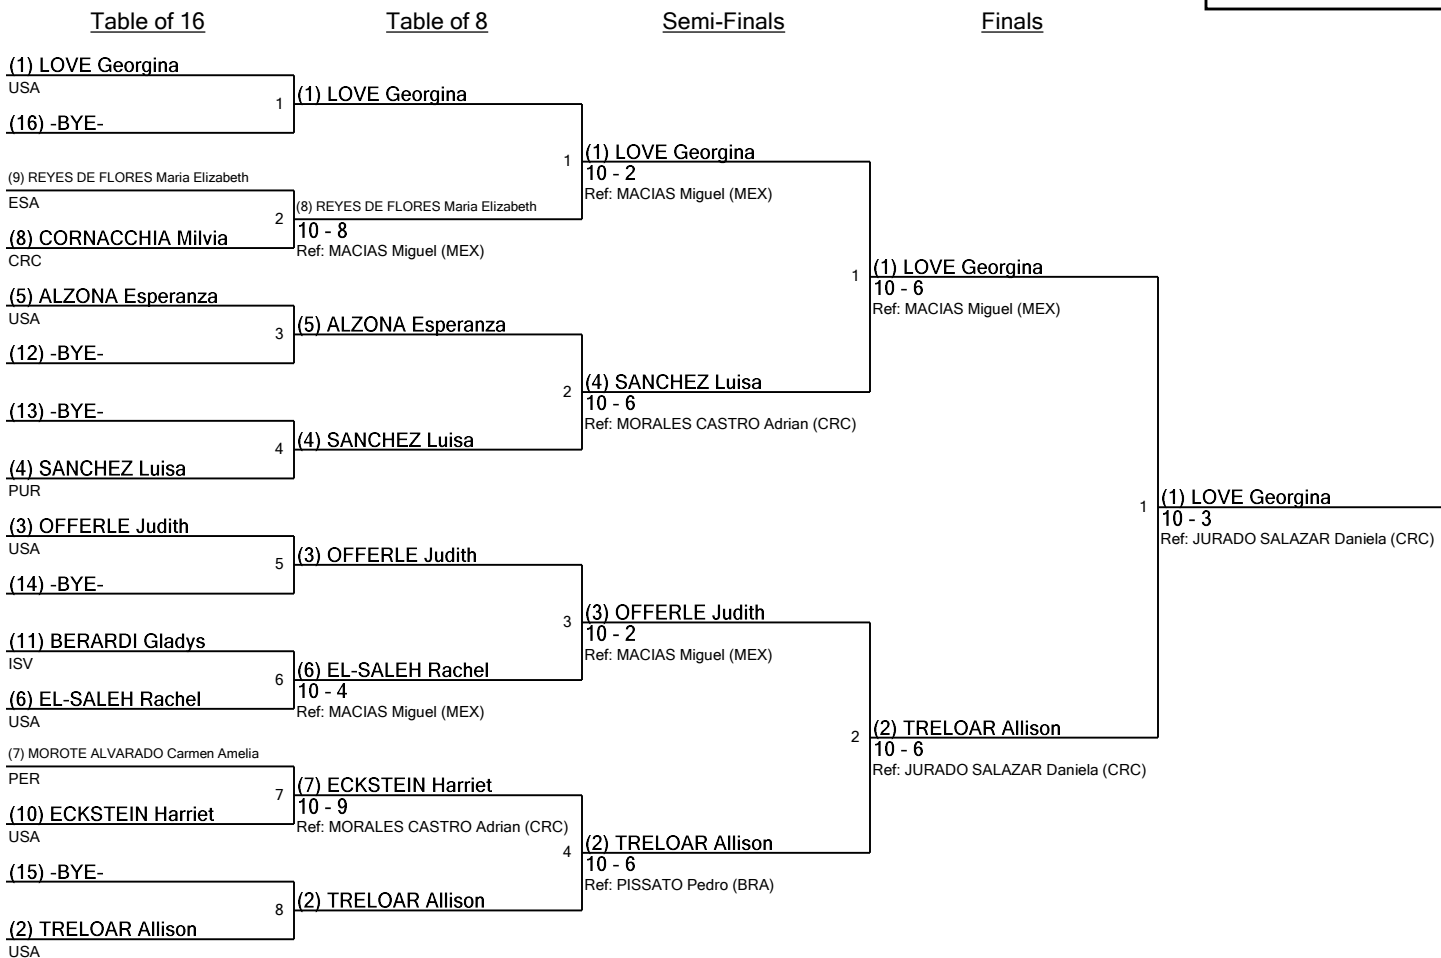 Table of 16
Table of 8
Semi-Finals
Finals
(1) LOVE Georgina
USA
1
(16) -BYE-
(9) REYES DE FLORES Maria Elizabeth
ESA
2
(8) CORNACCHIA Milvia
CRC
(5) ALZONA Esperanza
USA
3
(12) -BYE-
(13) -BYE-
4
(4) SANCHEZ Luisa
PUR
(3) OFFERLE Judith
USA
5
(14) -BYE-
(11) BERARDI Gladys
ISV
6
(6) EL-SALEH Rachel
USA
(7) MOROTE ALVARADO Carmen Amelia
PER
7
(10) ECKSTEIN Harriet
USA
(15) -BYE-
8
(2) TRELOAR Allison
USA
(1) LOVE Georgina
1
(8) REYES DE FLORES Maria Elizabeth
10 - 8
Ref: MACIAS Miguel (MEX)
(5) ALZONA Esperanza
2
(4) SANCHEZ Luisa
(3) OFFERLE Judith
3
(6) EL-SALEH Rachel
10 - 4
Ref: MACIAS Miguel (MEX)
(7) ECKSTEIN Harriet
10 - 9
Ref: MORALES CASTRO Adrian (CRC)
4
(2) TRELOAR Allison
(1) LOVE Georgina
10 - 2
Ref: MACIAS Miguel (MEX)
1
(4) SANCHEZ Luisa
10 - 6
Ref: MORALES CASTRO Adrian (CRC)
(3) OFFERLE Judith
10 - 2
Ref: MACIAS Miguel (MEX)
2
(2) TRELOAR Allison
10 - 6
Ref: PISSATO Pedro (BRA)
(1) LOVE Georgina
10 - 6
Ref: MACIAS Miguel (MEX)
1
(2) TRELOAR Allison
10 - 6
Ref: JURADO SALAZAR Daniela (CRC)
(1) LOVE Georgina
10 - 3
Ref: JURADO SALAZAR Daniela (CRC)